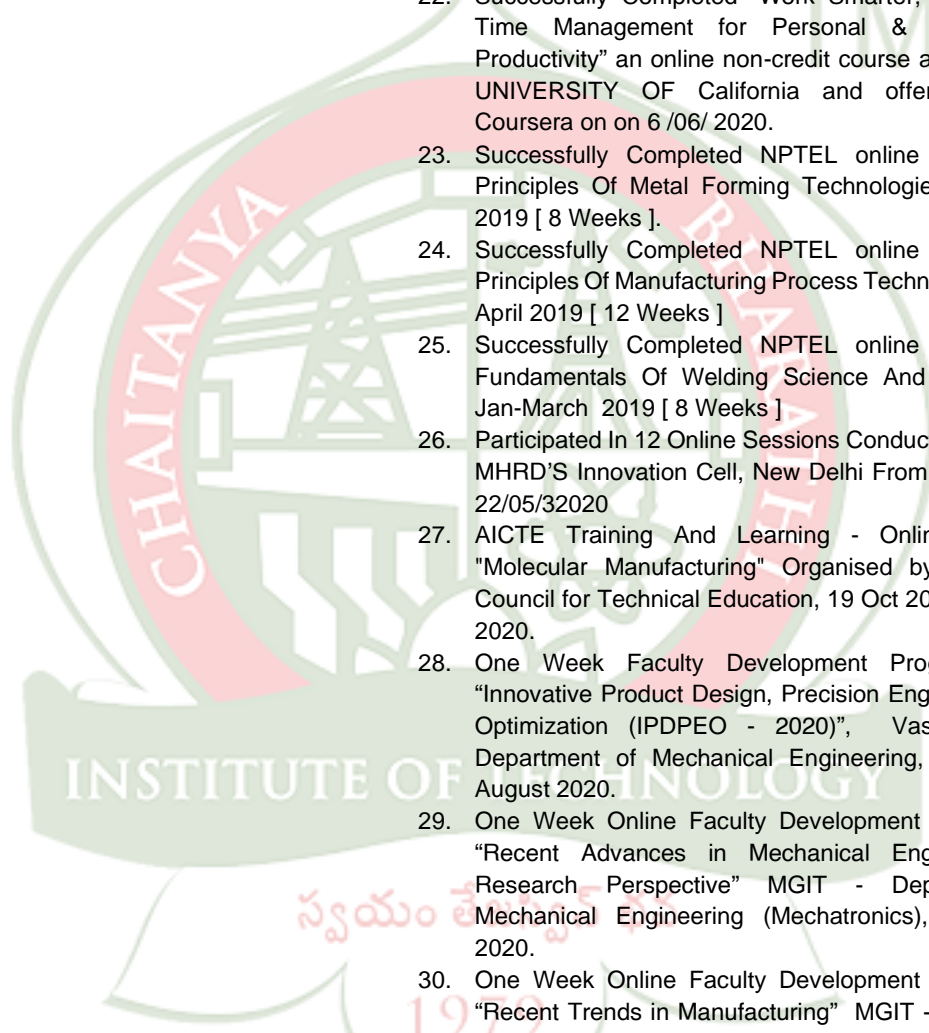 22. Successfully Completed "Work Smarter,
Time Management for Personal &
Productivity” an online non-credit course a
UNIVERSITY OF California and offer
Coursera on on 6 /06/ 2020.
23. Successfully Completed NPTEL online
Principles Of Metal Forming Technologie
2019 [ 8 Weeks ].
24. Successfully Completed NPTEL online
Principles Of Manufacturing Process Techn
April 2019 [ 12 Weeks ]
25. Successfully Completed NPTEL online
Fundamentals Of Welding Science And
Jan-March 2019 [ 8 Weeks ]
26. Participated In 12 Online Sessions Conduc
MHRD’S Innovation Cell, New Delhi From
22/05/32020
27. AICTE Training And Learning - Onlin
"Molecular Manufacturing" Organised by
Council for Technical Education, 19 Oct 20
2020.
28. One Week Faculty Development Prog
“Innovative Product Design, Precision Eng
Optimization (IPDPEO - 2020)”, Vas
Department of Mechanical Engineering,
August 2020.
29. One Week Online Faculty Development
“Recent Advances in Mechanical Eng
Research Perspective” MGIT - Dep
Mechanical Engineering (Mechatronics),
2020.
30. One Week Online Faculty Development
“Recent Trends in Manufacturing” MGIT -
CHAITANYA BHARATHI
INSTITUTE OF TECHNOLOGY
స్వయం తేజస్విన్ భవ
1979